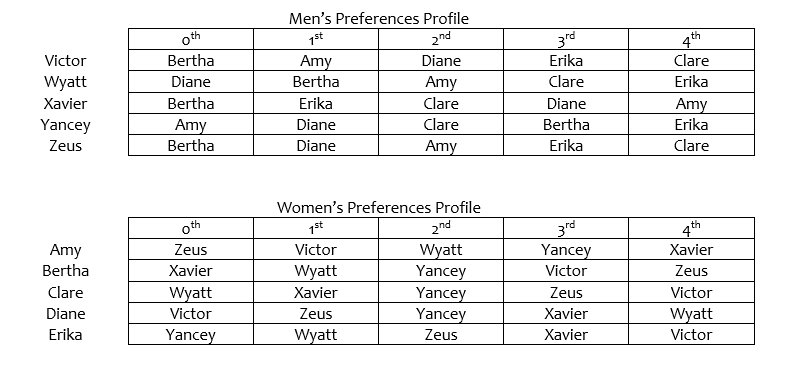 Men's Preferences Profile
0th 1st 2nd 3rd 4th
Victor Bertha Amy Diane Erika Clare
Wyatt Diane Bertha Amy Clare Erika
Xavier Bertha Erika Clare Diane Amy
Yancey Amy Diane Clare Bertha Erika
Zeus Bertha Diane Amy Erika Clare
Women's Preferences Profile
0th 1st 2nd 3rd 4th
Amy Zeus Victor Wyatt Yancey Xavier
Bertha Xavier Wyatt Yancey Victor Zeus
Clare Wyatt Xavier Yancey Zeus Victor
Diane Victor Zeus Yancey Xavier Wyatt
Erika Yancey Wyatt Zeus Xavier Victor